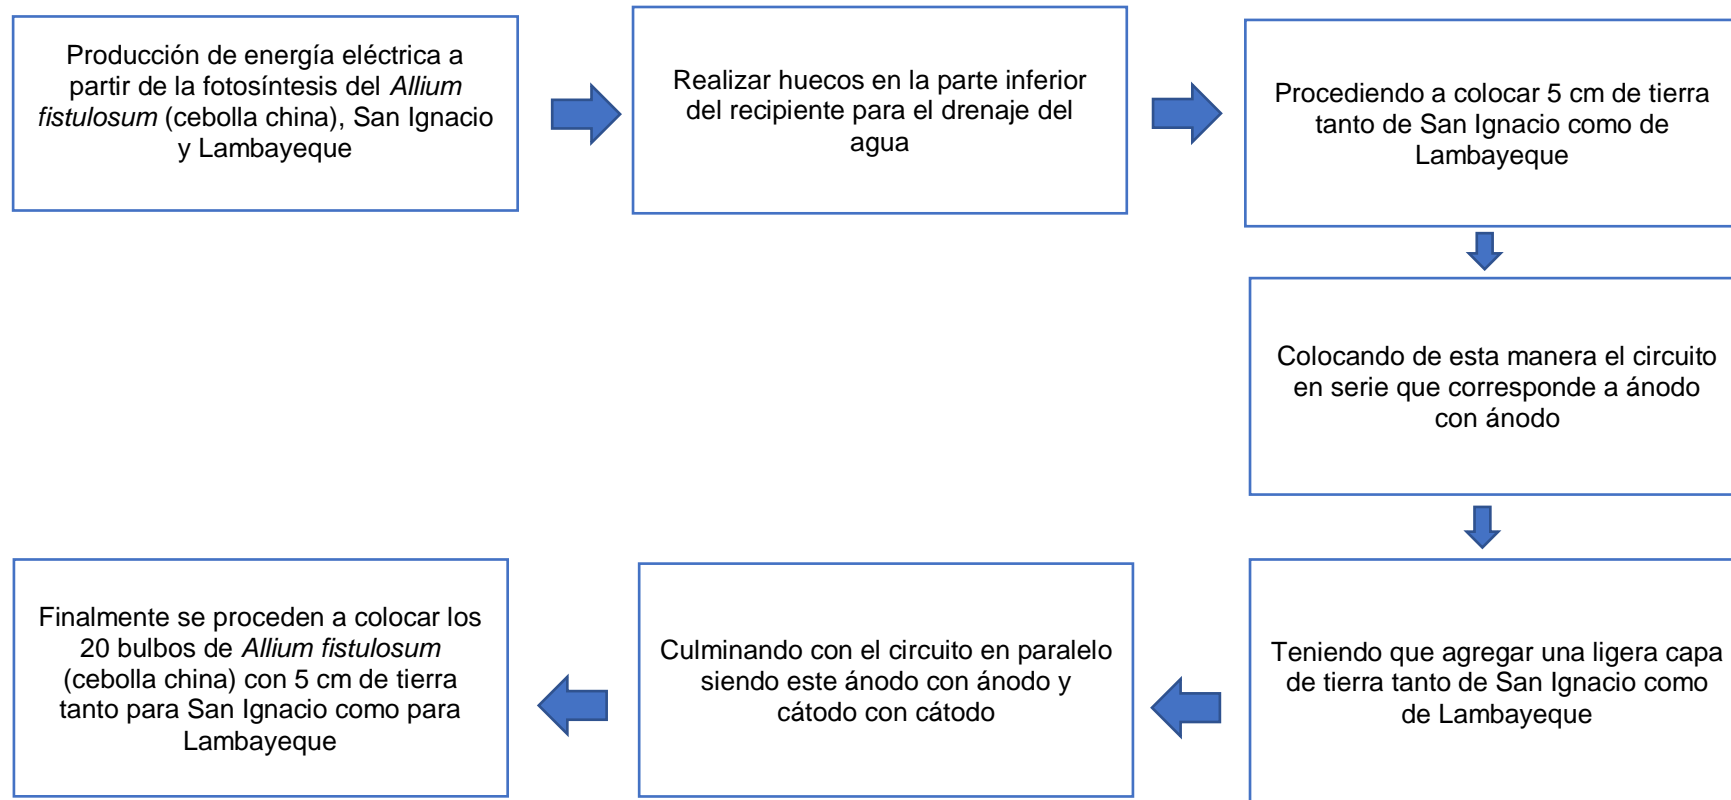 Producción de energía eléctrica a
partir de la fotosíntesis del Allium
fistulosum (cebolla china), San Ignacio
y Lambayeque
Realizar huecos en la parte inferior
del recipiente para el drenaje del
agua
Procediendo a colocar 5 cm de tierra
tanto de San Ignacio como de
Lambayeque
Colocando de esta manera el circuito
en serie que corresponde a ánodo
con ánodo
Teniendo que agregar una ligera capa
de tierra tanto de San Ignacio como
de Lambayeque
Culminando con el circuito en paralelo
siendo este ánodo con ánodo y
cátodo con cátodo
Finalmente se proceden a colocar los
20 bulbos de Allium fistulosum
(cebolla china) con 5 cm de tierra
tanto para San Ignacio como para
Lambayeque